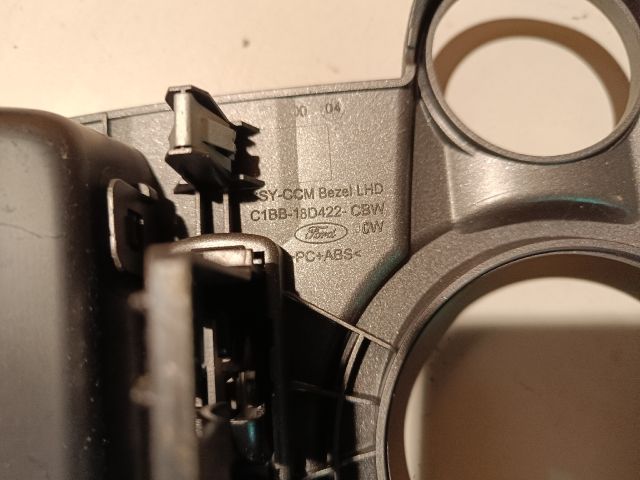 00 04
SY-CCM Bezel LHD
C1BB-18D422- CBW
Ford 0W
PC+ABS<